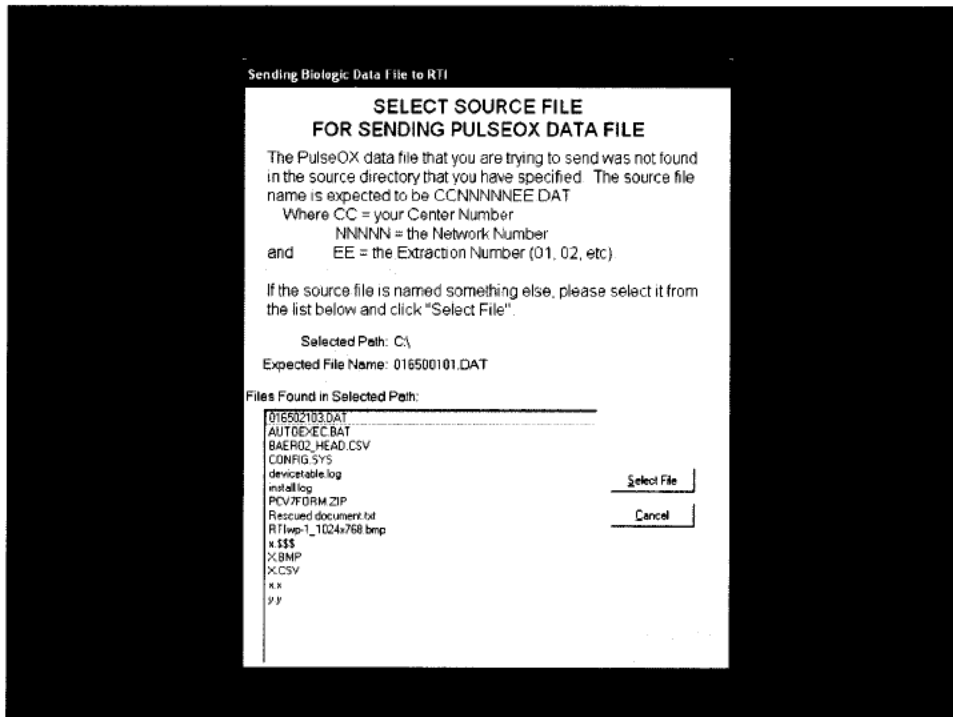 Sending Biologic Data File to RTI
SELECT SOURCE FILE
FOR SENDING PULSEOX DATA FILE
The PulseOX data file that you are trying to send was not found
in the source directory that you have specified. The source file
name is expected to be CCNNNNNEE.DAT
Where CC = your Center Number
NNNNN = the Network Number
and EE = the Extraction Number (01, 02, etc).
If the source file is named something else, please select it from
the list below and click "Select File".
Selected Path: C:\
Expected File Name: 016500101.DAT
Files Found in Selected Path:
016502103.DAT
AUTOEXEC.BAT
BAER02_HEAD.CSV
CONFIG.SYS
devicetable.log
install.log
Select File
PCV7FORM.ZIP
Rescued document.txt
Cancel
RTIwp-1_1024x768.bmp
x.$$$
X.BMP
X.CSV
x.x
y.y